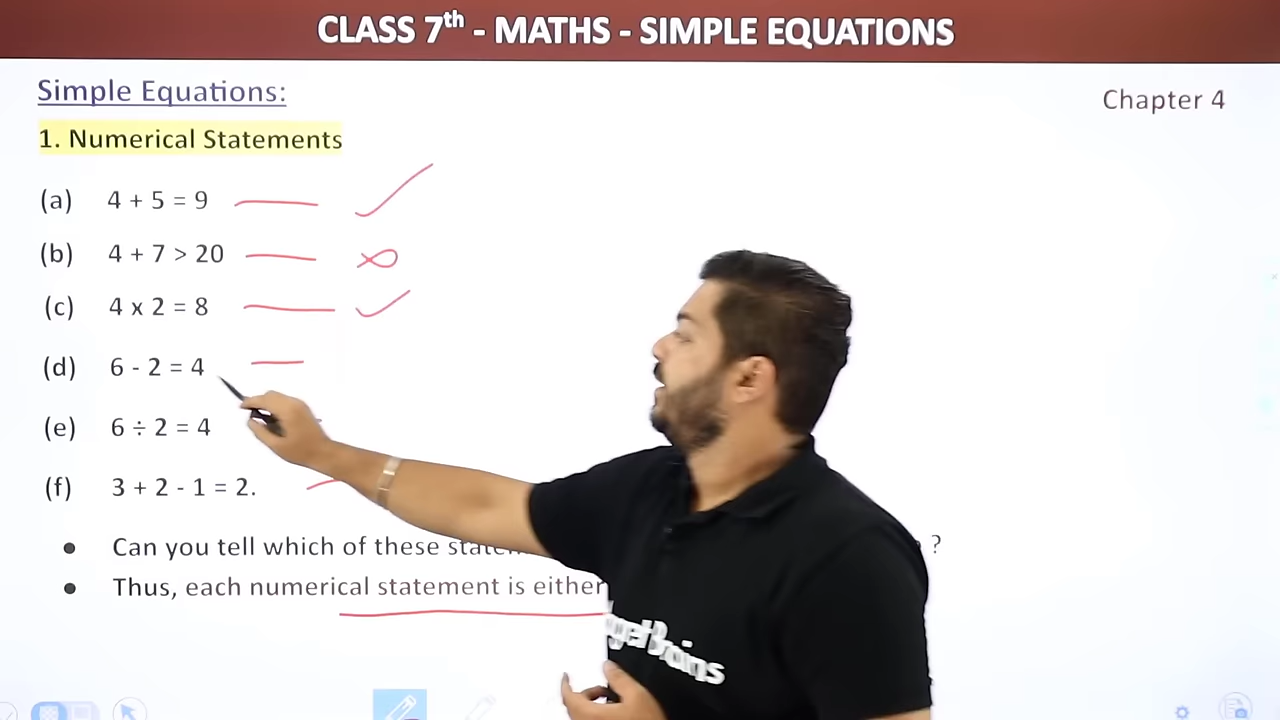 CLASS 7th - MATHS - SIMPLE EQUATIONS
Simple Equations:
Chapter 4
1. Numerical Statements
(a) 4 + 5 = 9
(b) 4 + 7 > 20
(c) 4 x 2 = 8
(d) 6 - 2 = 4
(e) 6 ÷ 2 = 4
(f) 3 + 2 - 1 = 2.
• Can you tell which of these ?
• Thus, each numerical statement is either
Brains